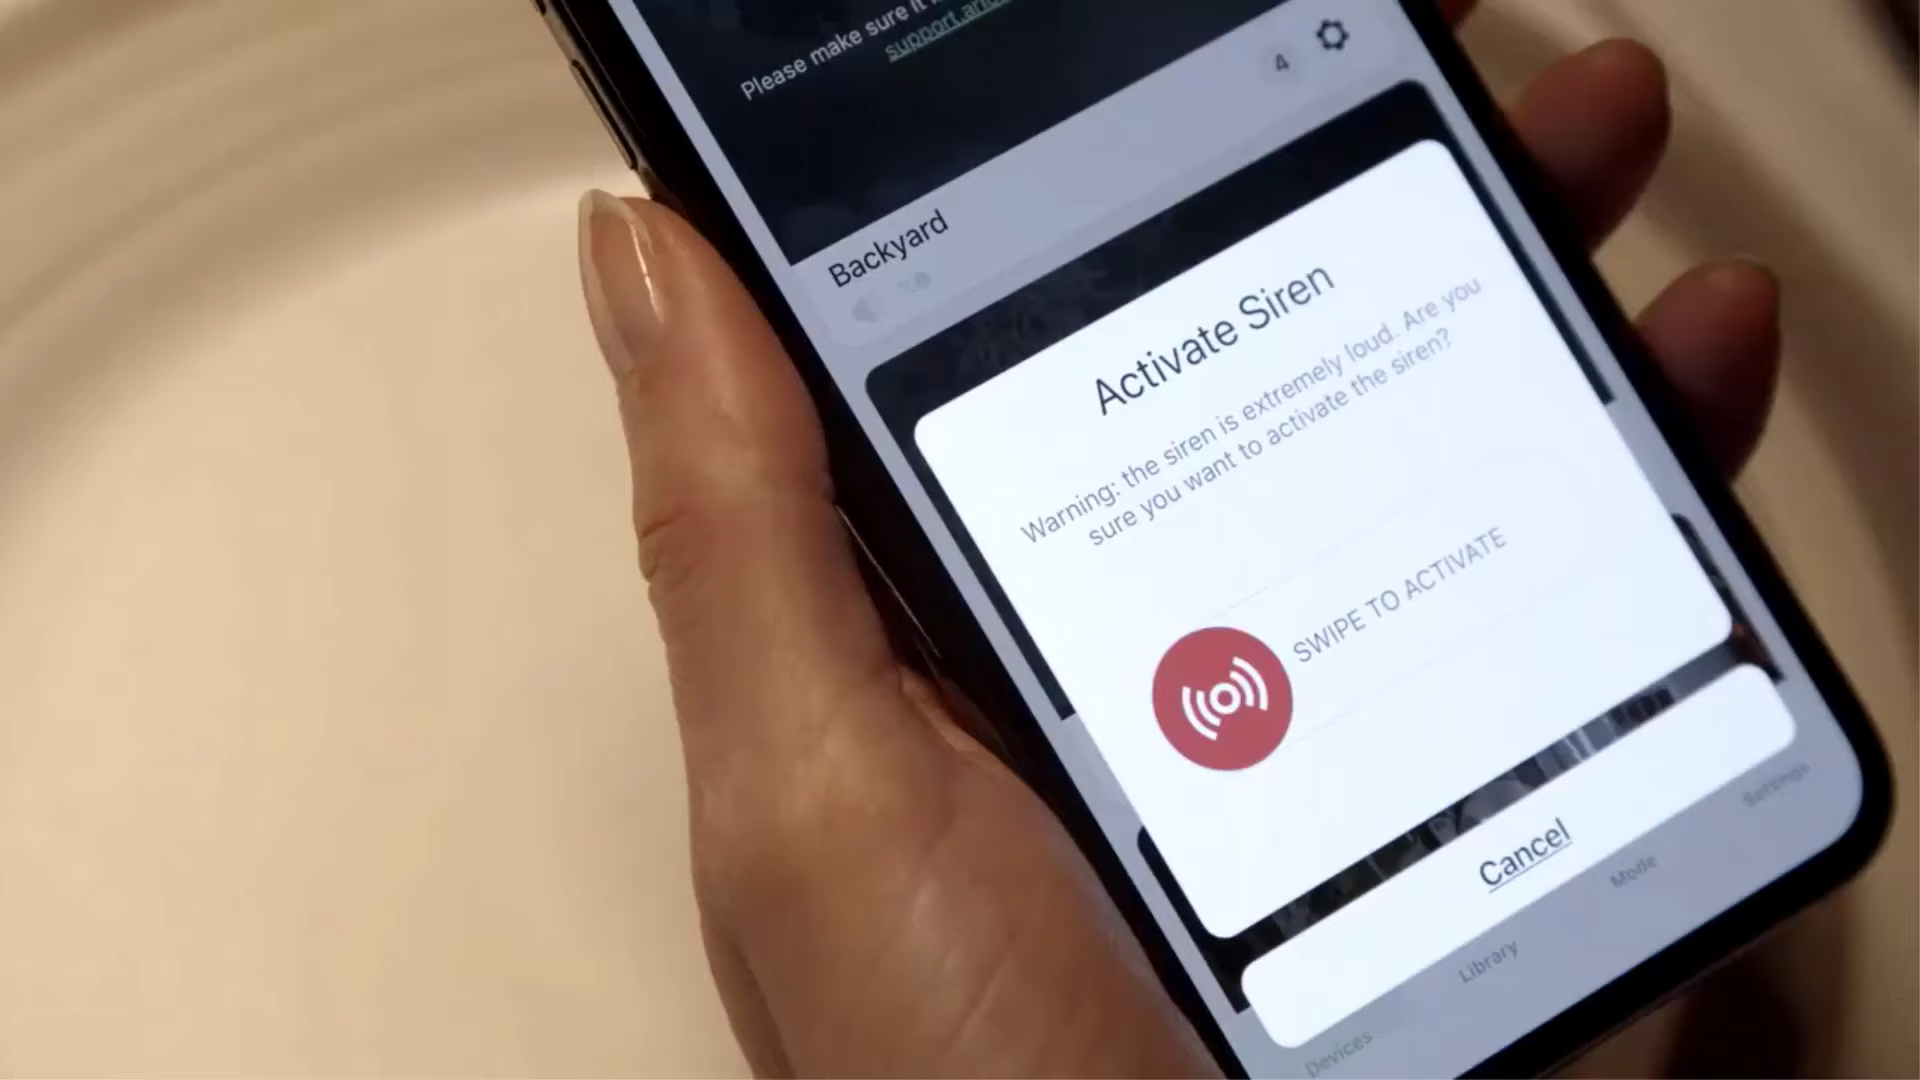 Please make sure it
support and
4
Backyard
Activate Siren
Warning: the siren is extremely loud. Are you
sure you want to activate the siren?
SWIPE TO ACTIVATE
Cancel
Devices
Library
Mode
Settings